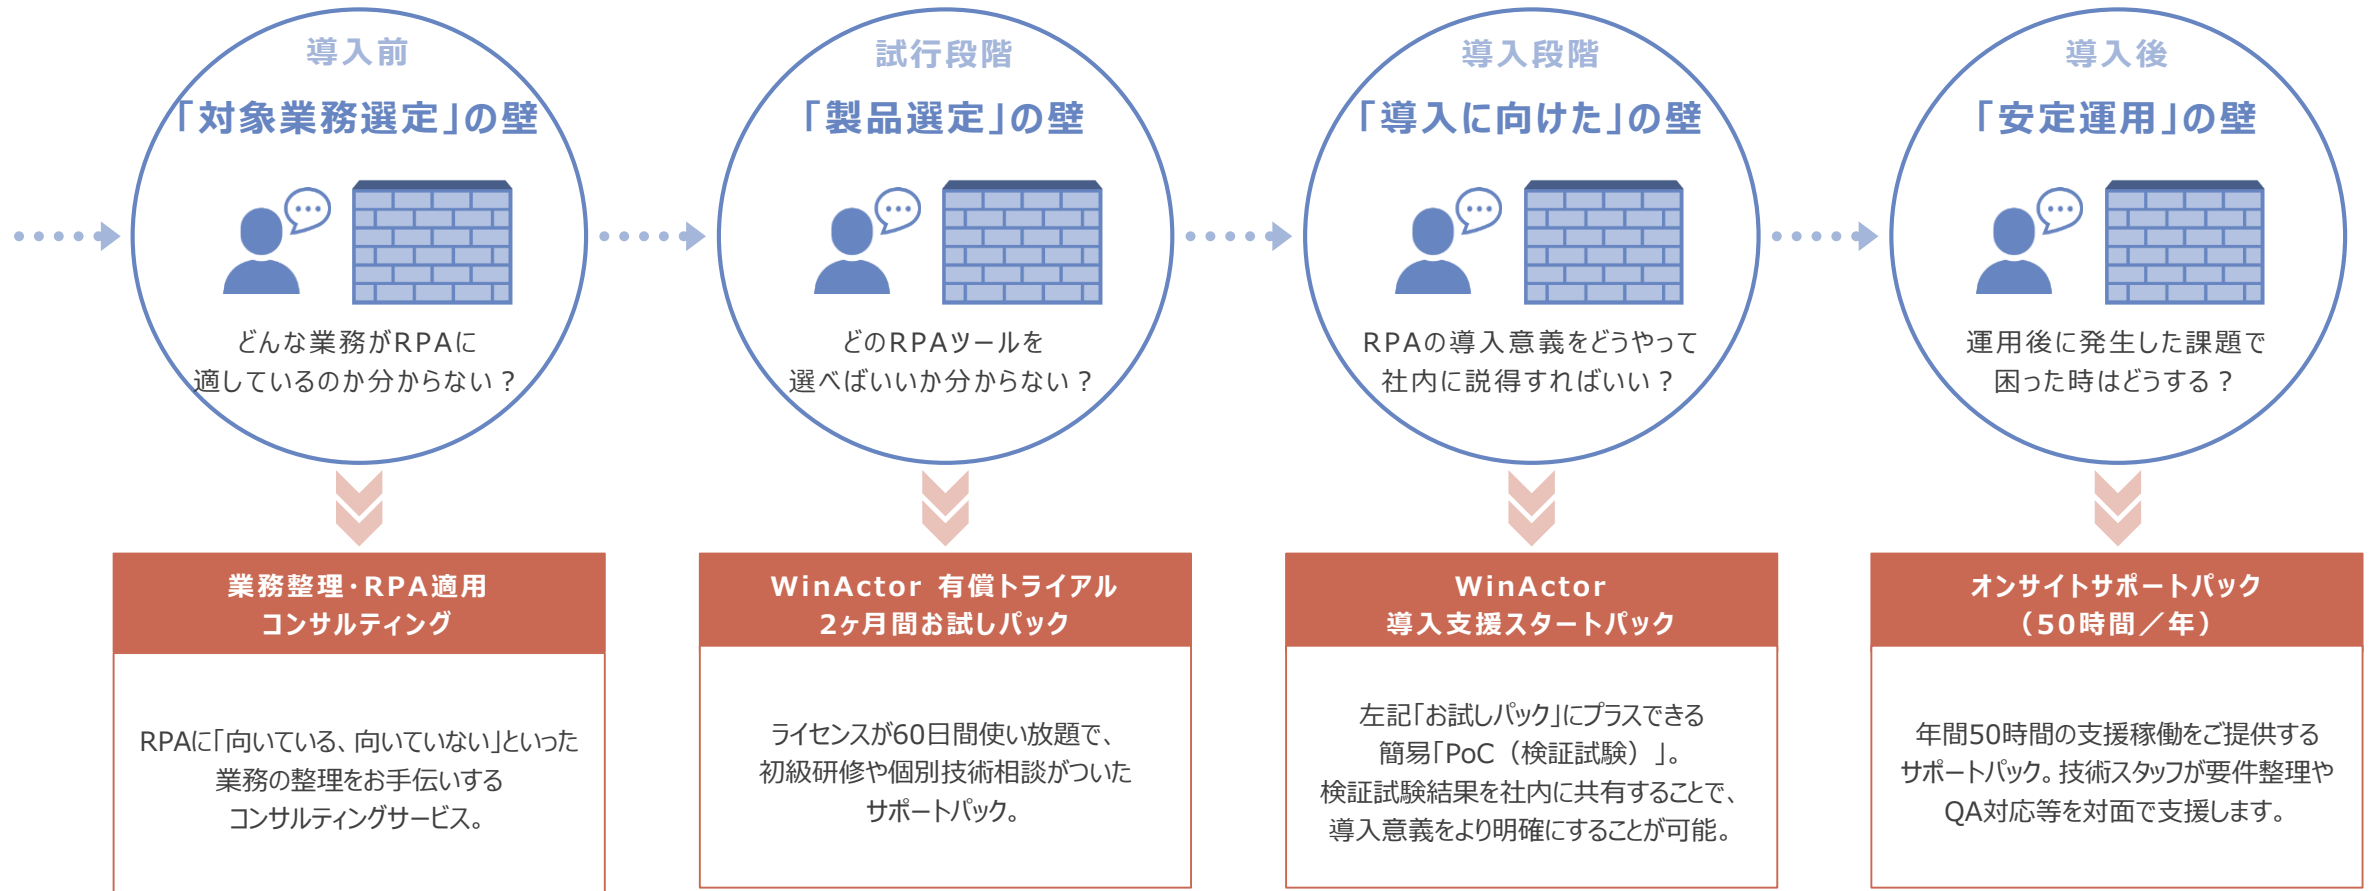 導入前
「対象業務選定」の壁
どんな業務がRPAに
適しているのか分からない？
業務整理・RPA適用
コンサルティング
RPAに「向いている、向いていない」といった
業務の整理をお手伝いする
コンサルティングサービス。
試行段階
「製品選定」の壁
どのRPAツールを
選べばいいか分からない？
WinActor 有償トライアル
2ヶ月間お試しパック
ライセンスが60日間使い放題で、
初級研修や個別技術相談がついた
サポートパック。
導入段階
「導入に向けた」の壁
RPAの導入意義をどうやって
社内に説得すればいい？
WinActor
導入支援スタートパック
左記「お試しパック」にプラスできる
簡易「PoC（検証試験）」。
検証試験結果を社内に共有することで、
導入意義をより明確にすることが可能。
導入後
「安定運用」の壁
運用後に発生した課題で
困った時はどうする？
オンサイトサポートパック
（50時間／年）
年間50時間の支援稼働をご提供する
サポートパック。技術スタッフが要件整理や
QA対応等を対面で支援します。